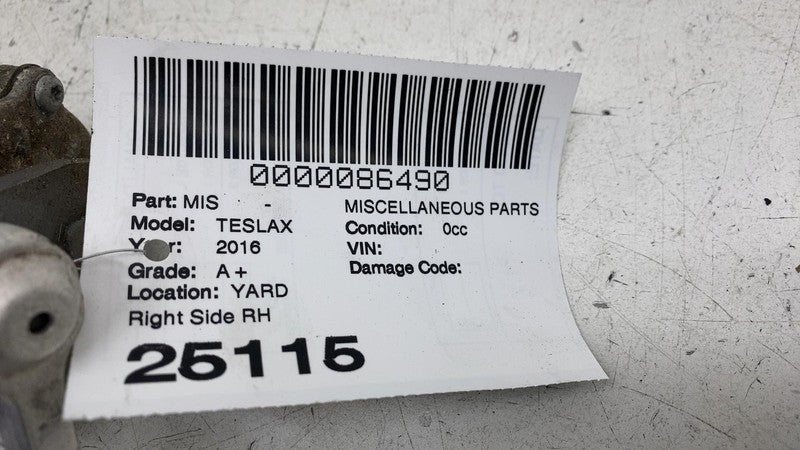 0000086490
Part: MIS - MISCELLANEOUS PARTS
Model: TESLAX Condition: 0cc
Year: 2016 VIN:
Grade: A+ Damage Code:
Location: YARD
Right Side RH
25115